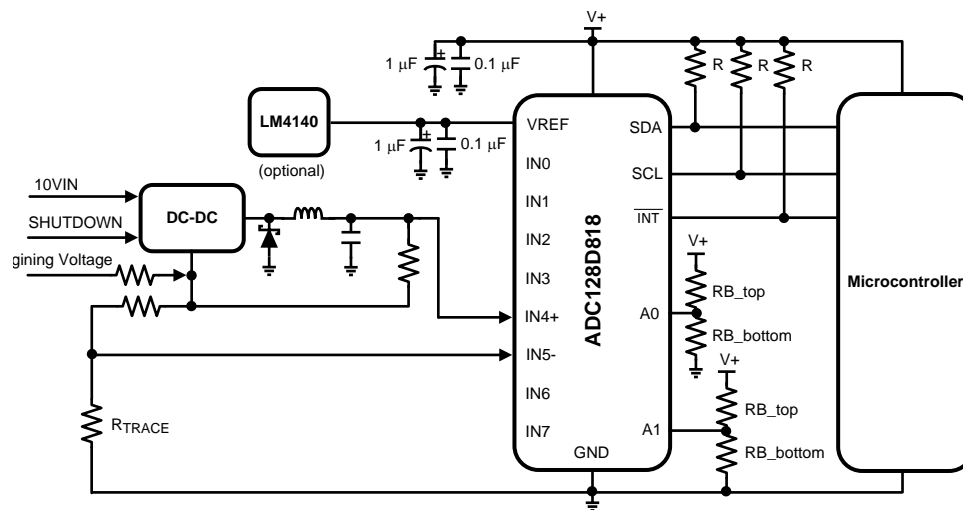 V+
1 μF
+
0.1 μF
R
R
R
LM4140
(optional)
1 μF
+
0.1 μF
VREF
SDA
IN0
SCL
IN1
INT
IN2
IN3
IN4+
IN5-
IN6
IN7
A0
A1
GND
ADC128D818
10VIN
SHUTDOWN
DC-DC
gining Voltage
RTRACE
V+
RB_top
RB_bottom
V+
RB_top
RB_bottom
Microcontroller